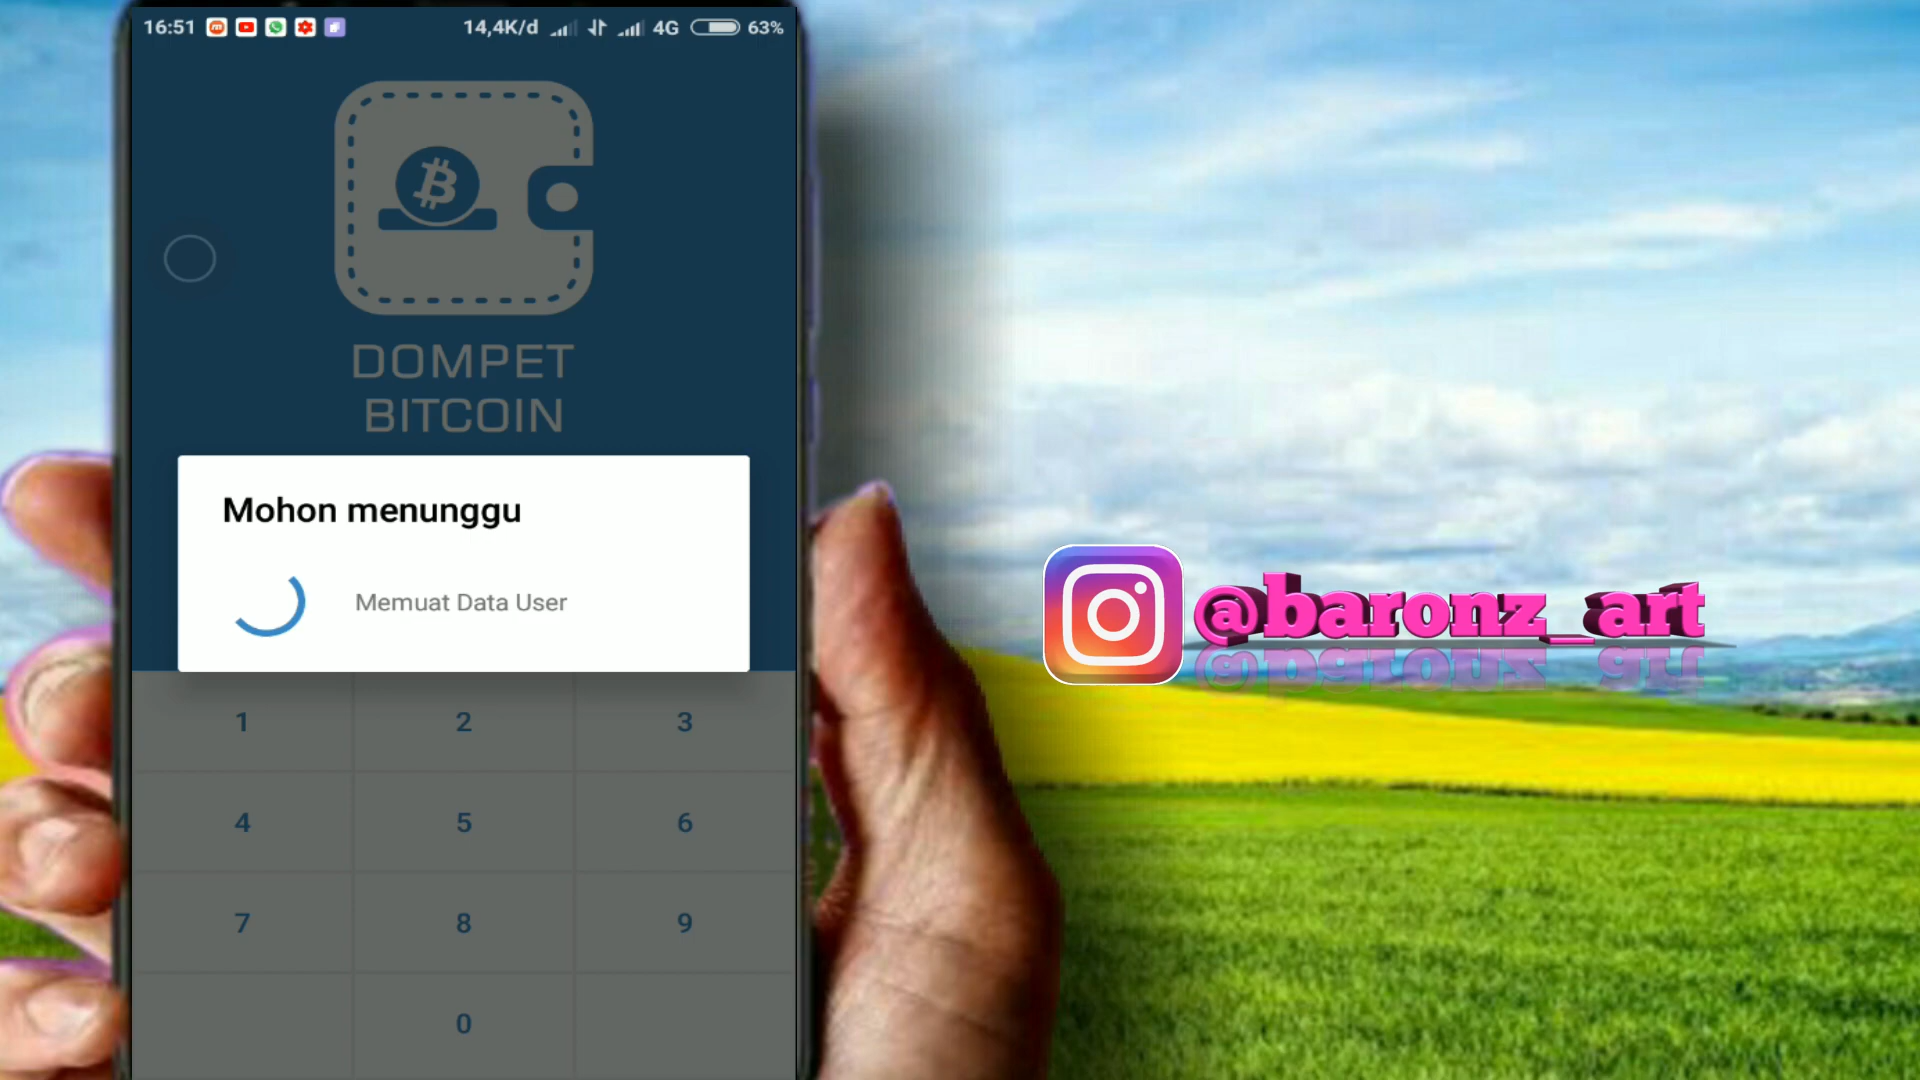 16:51 14,4K/d 4G 63%
DOMPET
BITCOIN
Mohon menunggu
Memuat Data User
1 2 3
4 5 6
7 8 9
0
@baronz_art